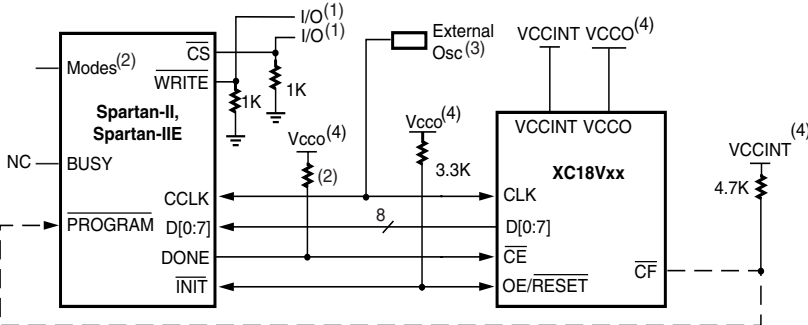 I/O(1)
I/O(1)
CS
WRITE
1K
1K
Modes(2)
Spartan-II,
Spartan-IIE
NC
BUSY
PROGRAM
CCLK
D[0:7]
DONE
INIT
External
Osc(3)
Vcco(4)
(2)
Vcco(4)
3.3K
8
VCCINT VCCO(4)
VCCINT VCCO
XC18Vxx
CLK
D[0:7]
CE
OE/RESET
CF
VCCINT(4)
4.7K